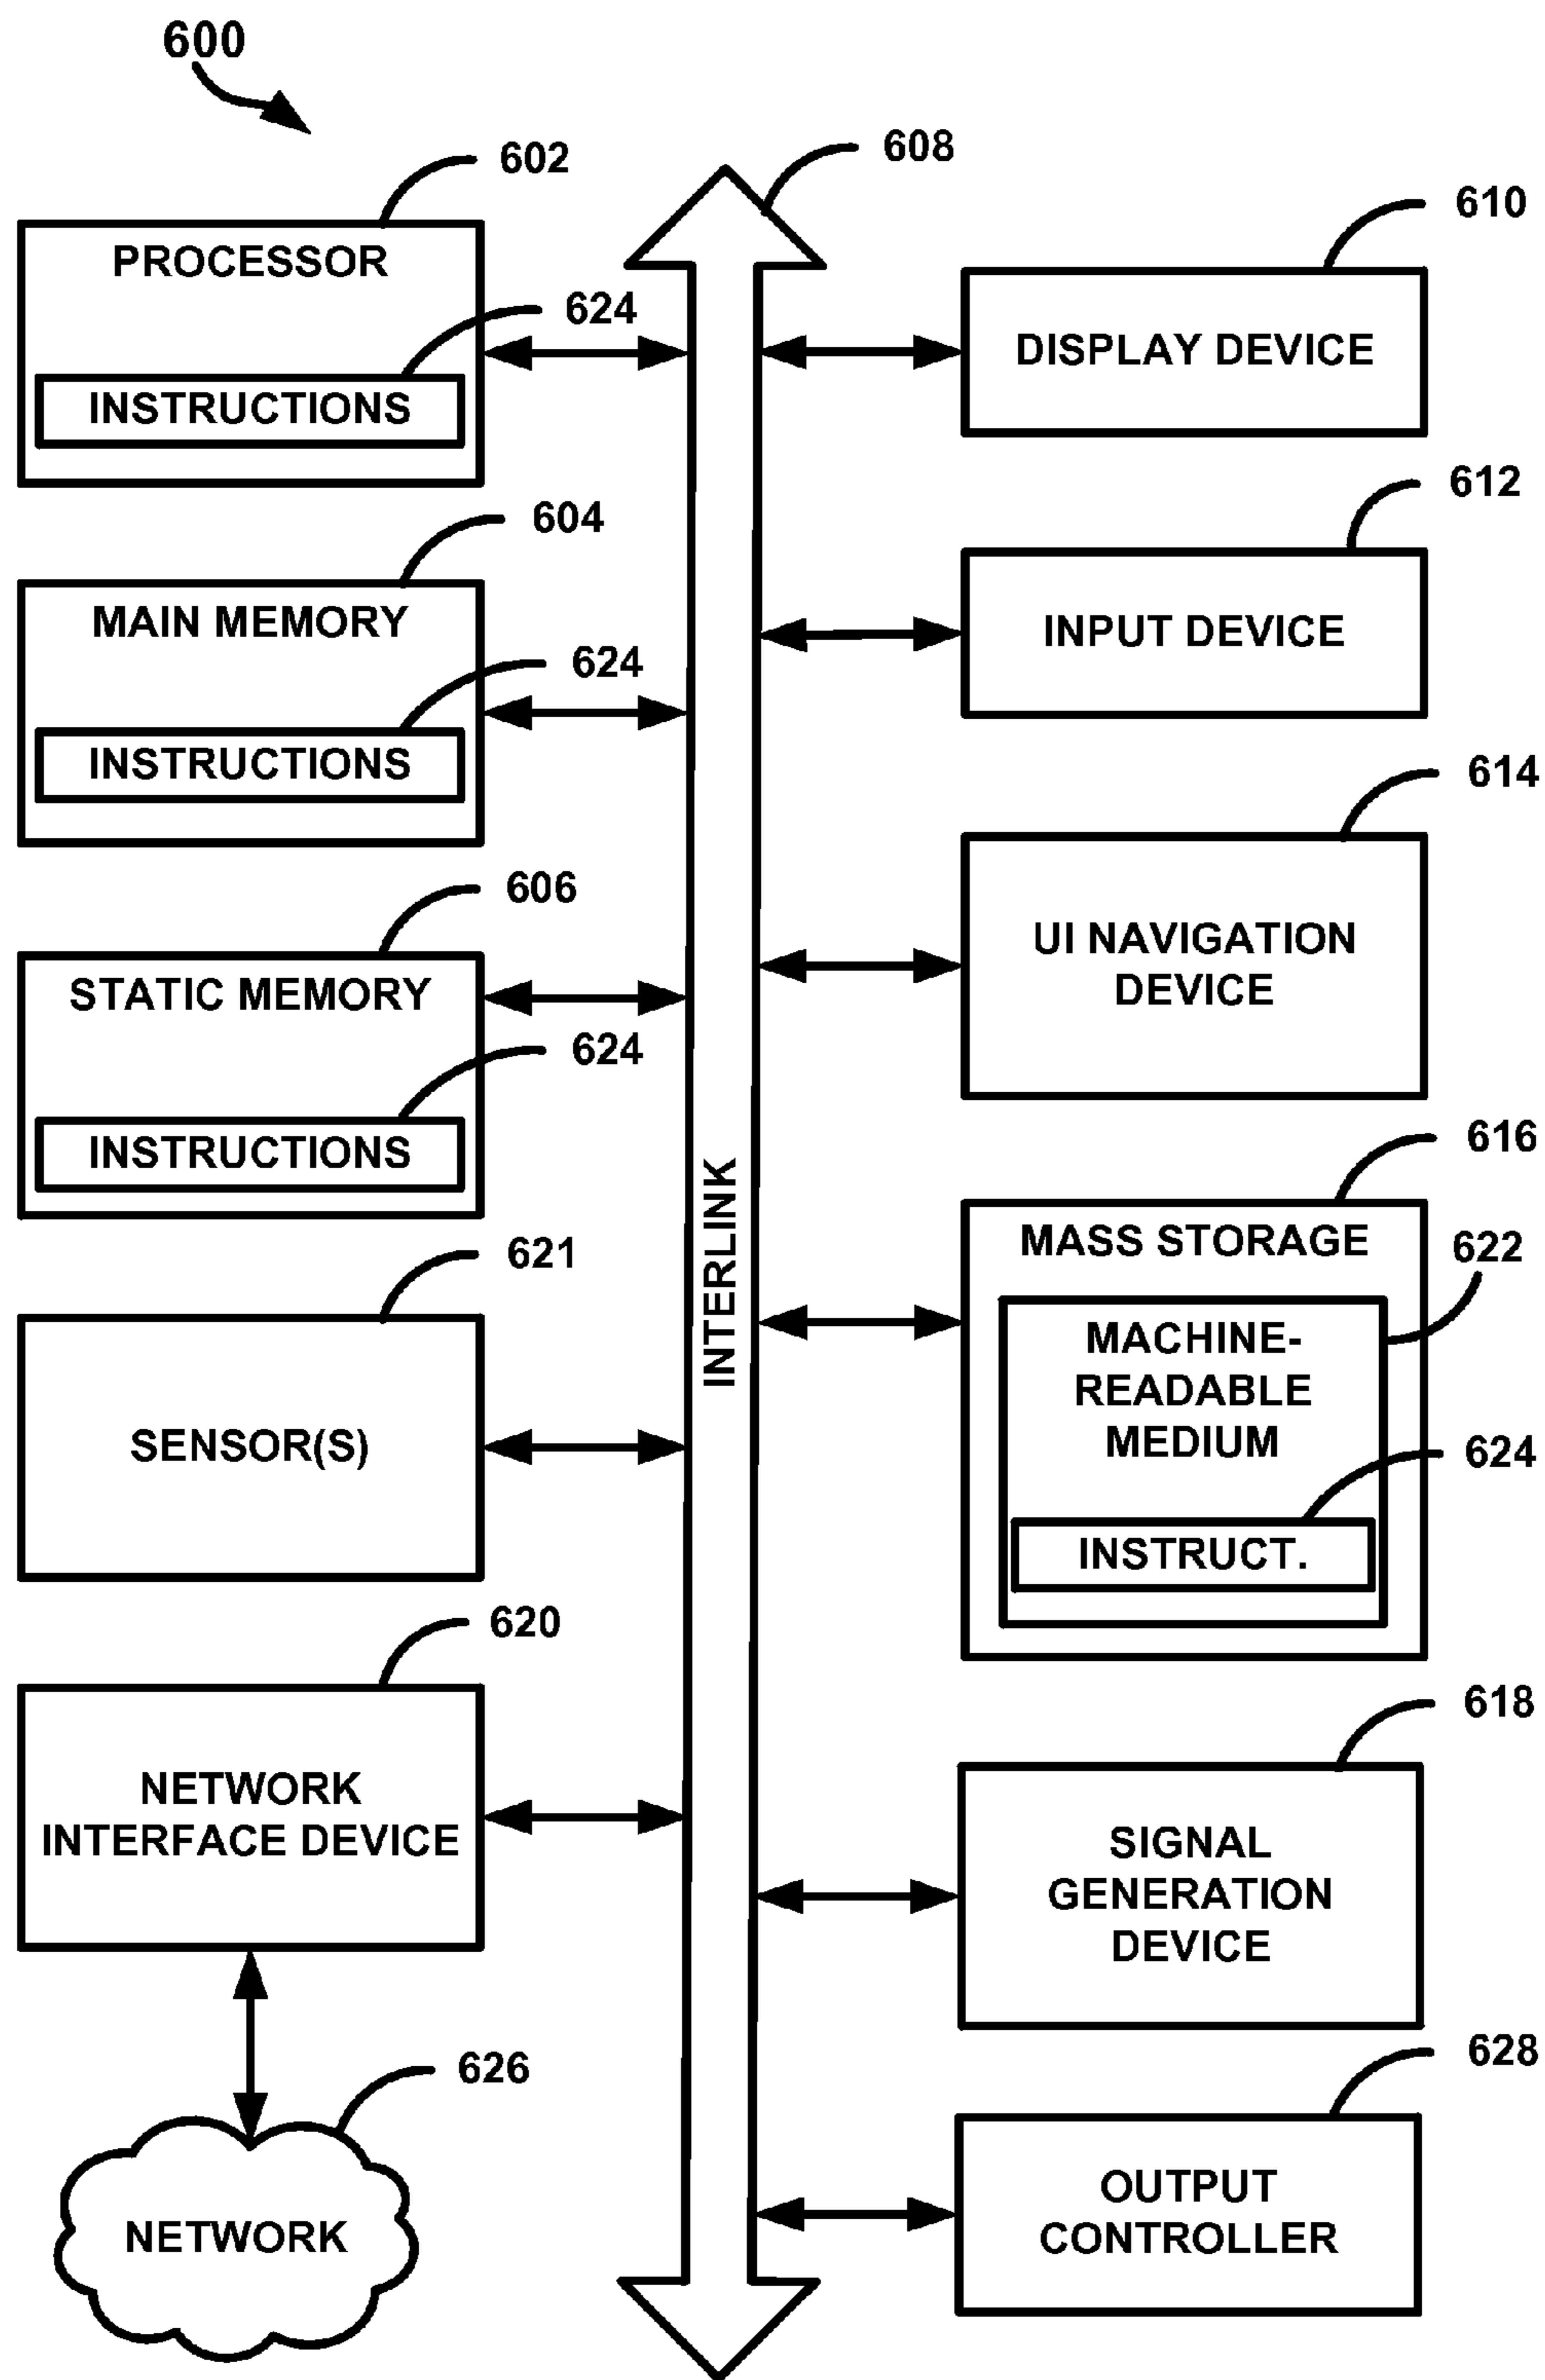 600
602
PROCESSOR
624
INSTRUCTIONS
604
MAIN MEMORY
624
INSTRUCTIONS
606
STATIC MEMORY
624
INSTRUCTIONS
621
SENSOR(S)
620
NETWORK
INTERFACE DEVICE
626
NETWORK
608
INTERLINK
610
DISPLAY DEVICE
612
INPUT DEVICE
614
UI NAVIGATION
DEVICE
616
MASS STORAGE
622
MACHINE-
READABLE
MEDIUM
624
INSTRUCT.
618
SIGNAL
GENERATION
DEVICE
628
OUTPUT
CONTROLLER